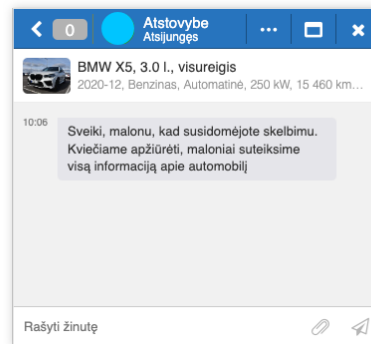 0
Atstovybe
Atsijungęs
BMW X5, 3.0 l., visureigis
2020-12, Benzinas, Automatinė, 250 kW, 15 460 km...
10:06
Sveiki, malonu, kad susidomėjote skelbimu.
Kviečiame apžiūrėti, maloniai suteiksime
visą informaciją apie automobilį
Rašyti žinutę